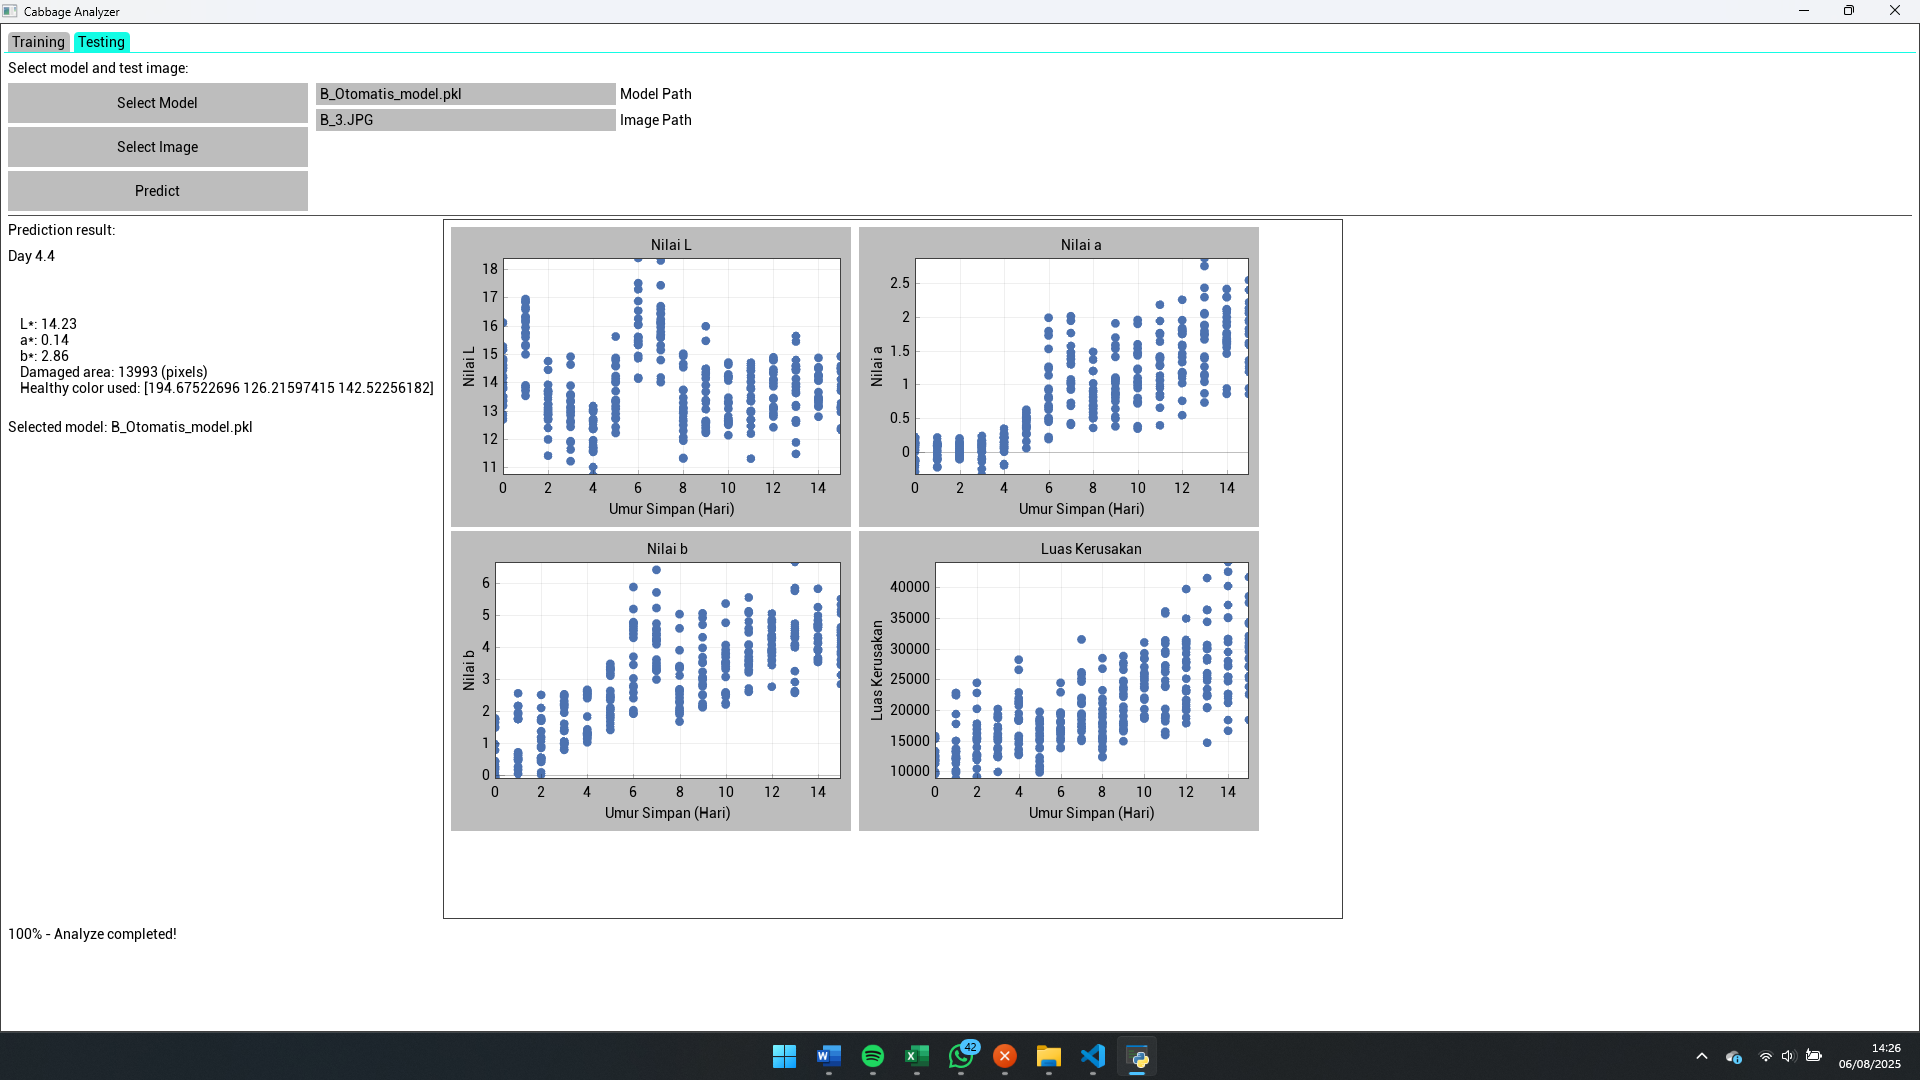 Cabbage Analyzer
Training Testing
Select model and test image:
Select Model
B_Otomatis_model.pkl Model Path
B_3.JPG Image Path
Select Image
Predict
Prediction result:
Day 4.4
L*: 14.23
a*: 0.14
b*: 2.86
Damaged area: 13993 (pixels)
Healthy color used: [194.67522696 126.21597415 142.52256182]
Selected model: B_Otomatis_model.pkl
Nilai L
18
17
16
15
14
13
12
11
Nilai L
0 2 4 6 8 10 12 14
Umur Simpan (Hari)
Nilai a
2.5
2
1.5
1
0.5
0
Nilai a
0 2 4 6 8 10 12 14
Umur Simpan (Hari)
Nilai b
6
5
4
3
2
1
0
Nilai b
0 2 4 6 8 10 12 14
Umur Simpan (Hari)
Luas Kerusakan
40000
35000
30000
25000
20000
15000
10000
Luas Kerusakan
0 2 4 6 8 10 12 14
Umur Simpan (Hari)
100% - Analyze completed!
42
14:26
06/08/2025